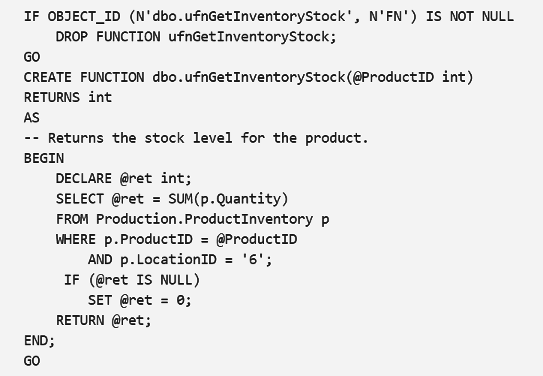 IF OBJECT_ID (N'dbo.ufnGetInventoryStock', N'FN') IS NOT NULL
    DROP FUNCTION ufnGetInventoryStock;
GO
CREATE FUNCTION dbo.ufnGetInventoryStock(@ProductID int)
RETURNS int
AS
-- Returns the stock level for the product.
BEGIN
    DECLARE @ret int;
    SELECT @ret = SUM(p.Quantity)
    FROM Production.ProductInventory p
    WHERE p.ProductID = @ProductID
        AND p.LocationID = '6';
     IF (@ret IS NULL)
        SET @ret = 0;
    RETURN @ret;
END;
GO